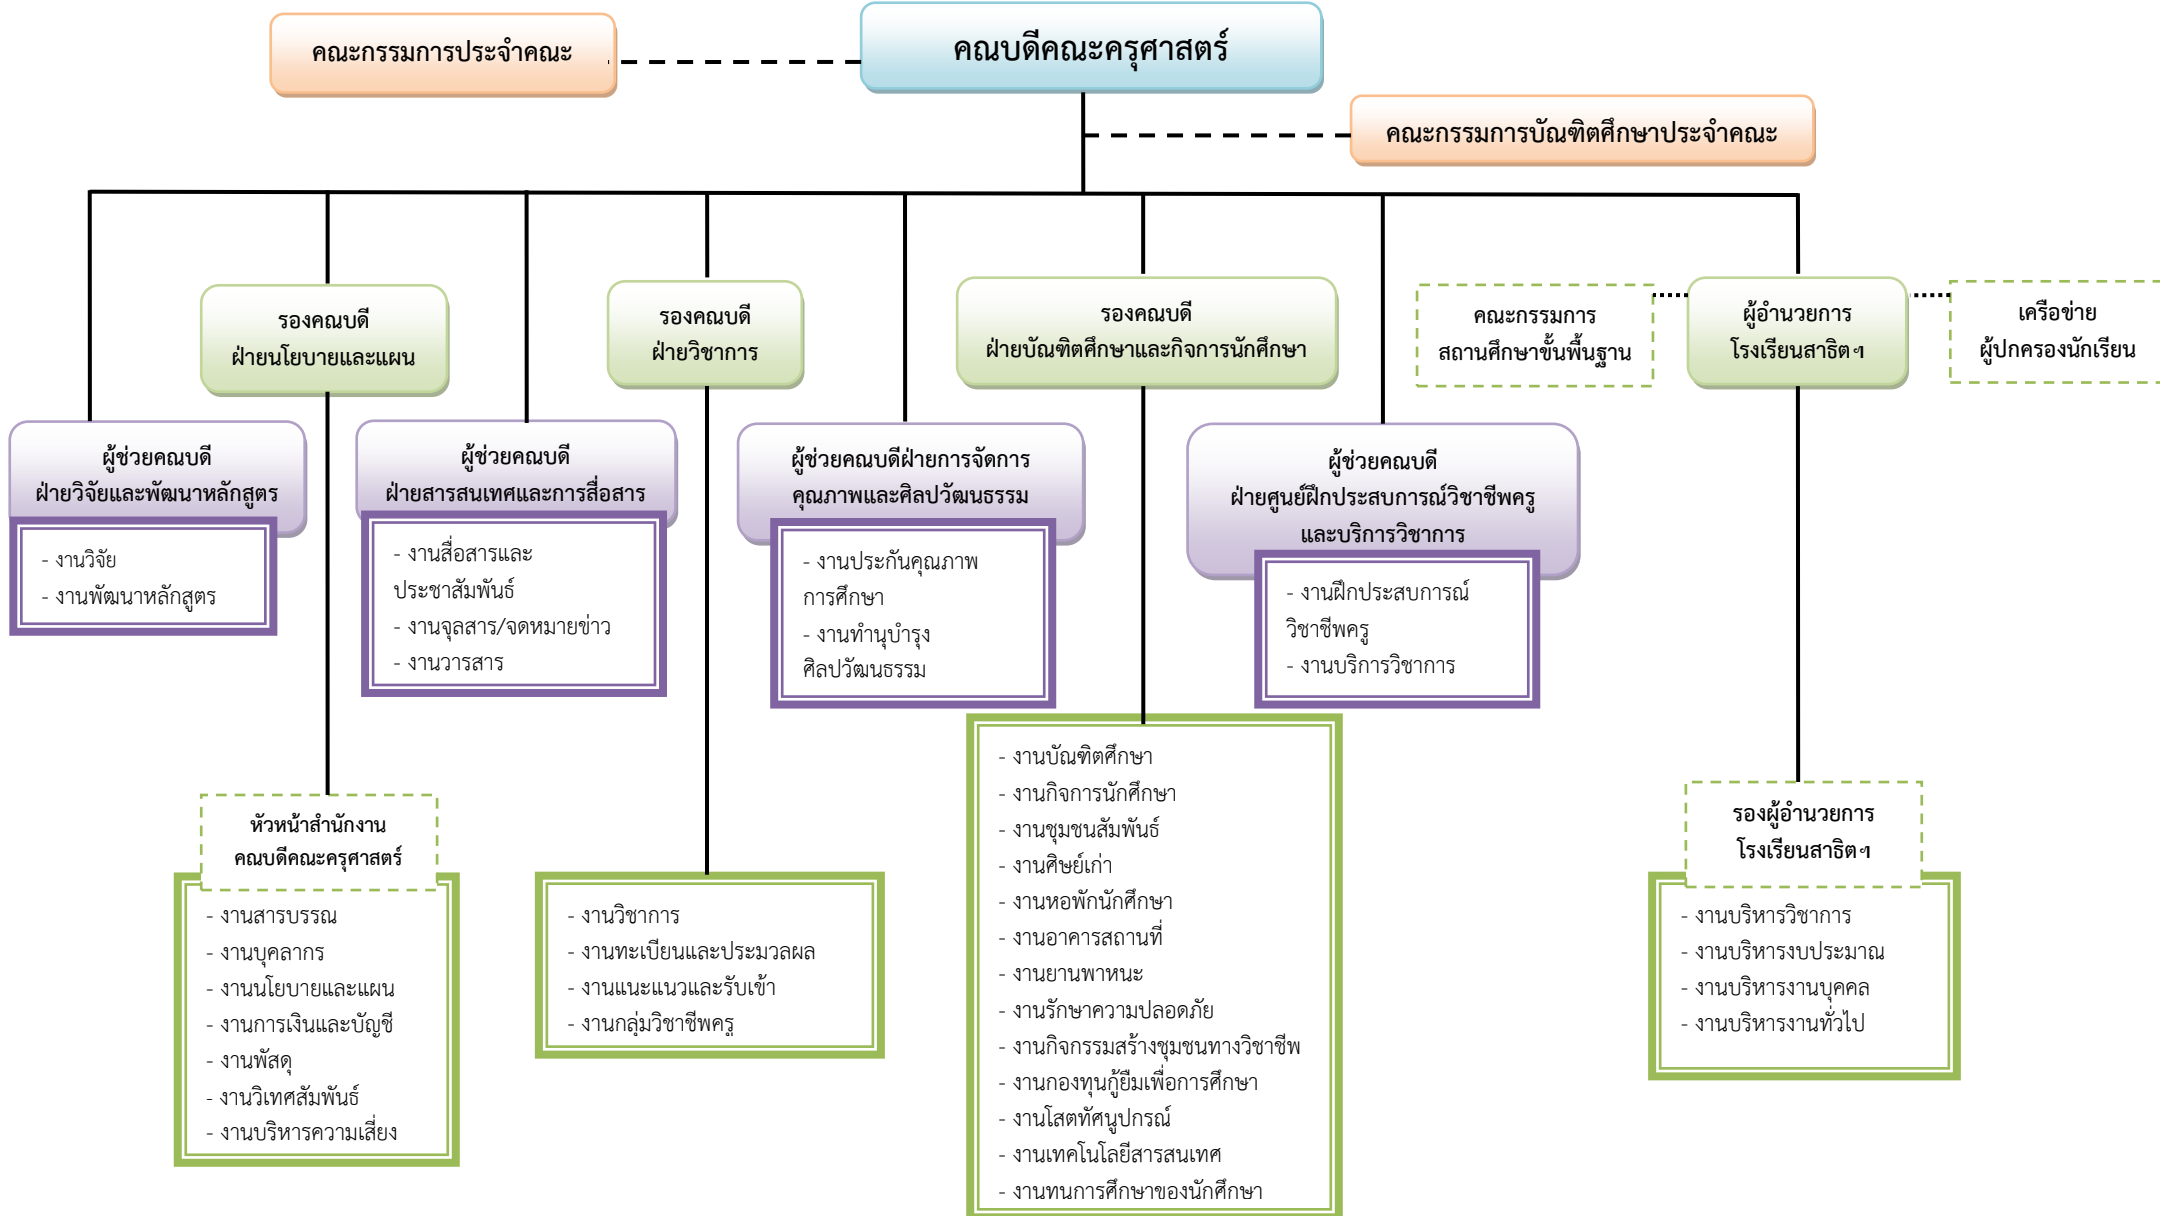 คณะกรรมการประจำคณะ
คณบดีคณะครุศาสตร์
คณะกรรมการบัณฑิตศึกษาประจำคณะ
รองคณบดี
ฝ่ายนโยบายและแผน
รองคณบดี
ฝ่ายวิชาการ
รองคณบดี
ฝ่ายบัณฑิตศึกษาและกิจการนักศึกษา
คณะกรรมการ
สถานศึกษาขั้นพื้นฐาน
ผู้อำนวยการ
โรงเรียนสาธิตฯ
เครือข่าย
ผู้ปกครองนักเรียน
ผู้ช่วยคณบดี
ฝ่ายวิจัยและพัฒนาหลักสูตร
- งานวิจัย
- งานพัฒนาหลักสูตร
ผู้ช่วยคณบดี
ฝ่ายสารสนเทศและการสื่อสาร
- งานสื่อสารและ
ประชาสัมพันธ์
- งานจุลสาร/จดหมายข่าว
- งานวารสาร
ผู้ช่วยคณบดีฝ่ายการจัดการ
คุณภาพและศิลปวัฒนธรรม
- งานประกันคุณภาพ
การศึกษา
- งานทำนุบำรุง
ศิลปวัฒนธรรม
ผู้ช่วยคณบดี
ฝ่ายศูนย์ฝึกประสบการณ์วิชาชีพครู
และบริการวิชาการ
- งานฝึกประสบการณ์
วิชาชีพครู
- งานบริการวิชาการ
หัวหน้าสำนักงาน
คณบดีคณะครุศาสตร์
- งานสารบรรณ
- งานบุคลากร
- งานนโยบายและแผน
- งานการเงินและบัญชี
- งานพัสดุ
- งานวิเทศสัมพันธ์
- งานบริหารความเสี่ยง
- งานวิชาการ
- งานทะเบียนและประมวลผล
- งานแนะแนวและรับเข้า
- งานกลุ่มวิชาชีพครู
- งานบัณฑิตศึกษา
- งานกิจการนักศึกษา
- งานชุมชนสัมพันธ์
- งานศิษย์เก่า
- งานหอพักนักศึกษา
- งานอาคารสถานที่
- งานยานพาหนะ
- งานรักษาความปลอดภัย
- งานกิจกรรมสร้างชุมชนทางวิชาชีพ
- งานกองทุนกู้ยืมเพื่อการศึกษา
- งานโสตทัศนูปกรณ์
- งานเทคโนโลยีสารสนเทศ
- งานทุนการศึกษาของนักศึกษา
รองผู้อำนวยการ
โรงเรียนสาธิตฯ
- งานบริหารวิชาการ
- งานบริหารงบประมาณ
- งานบริหารงานบุคคล
- งานบริหารงานทั่วไป